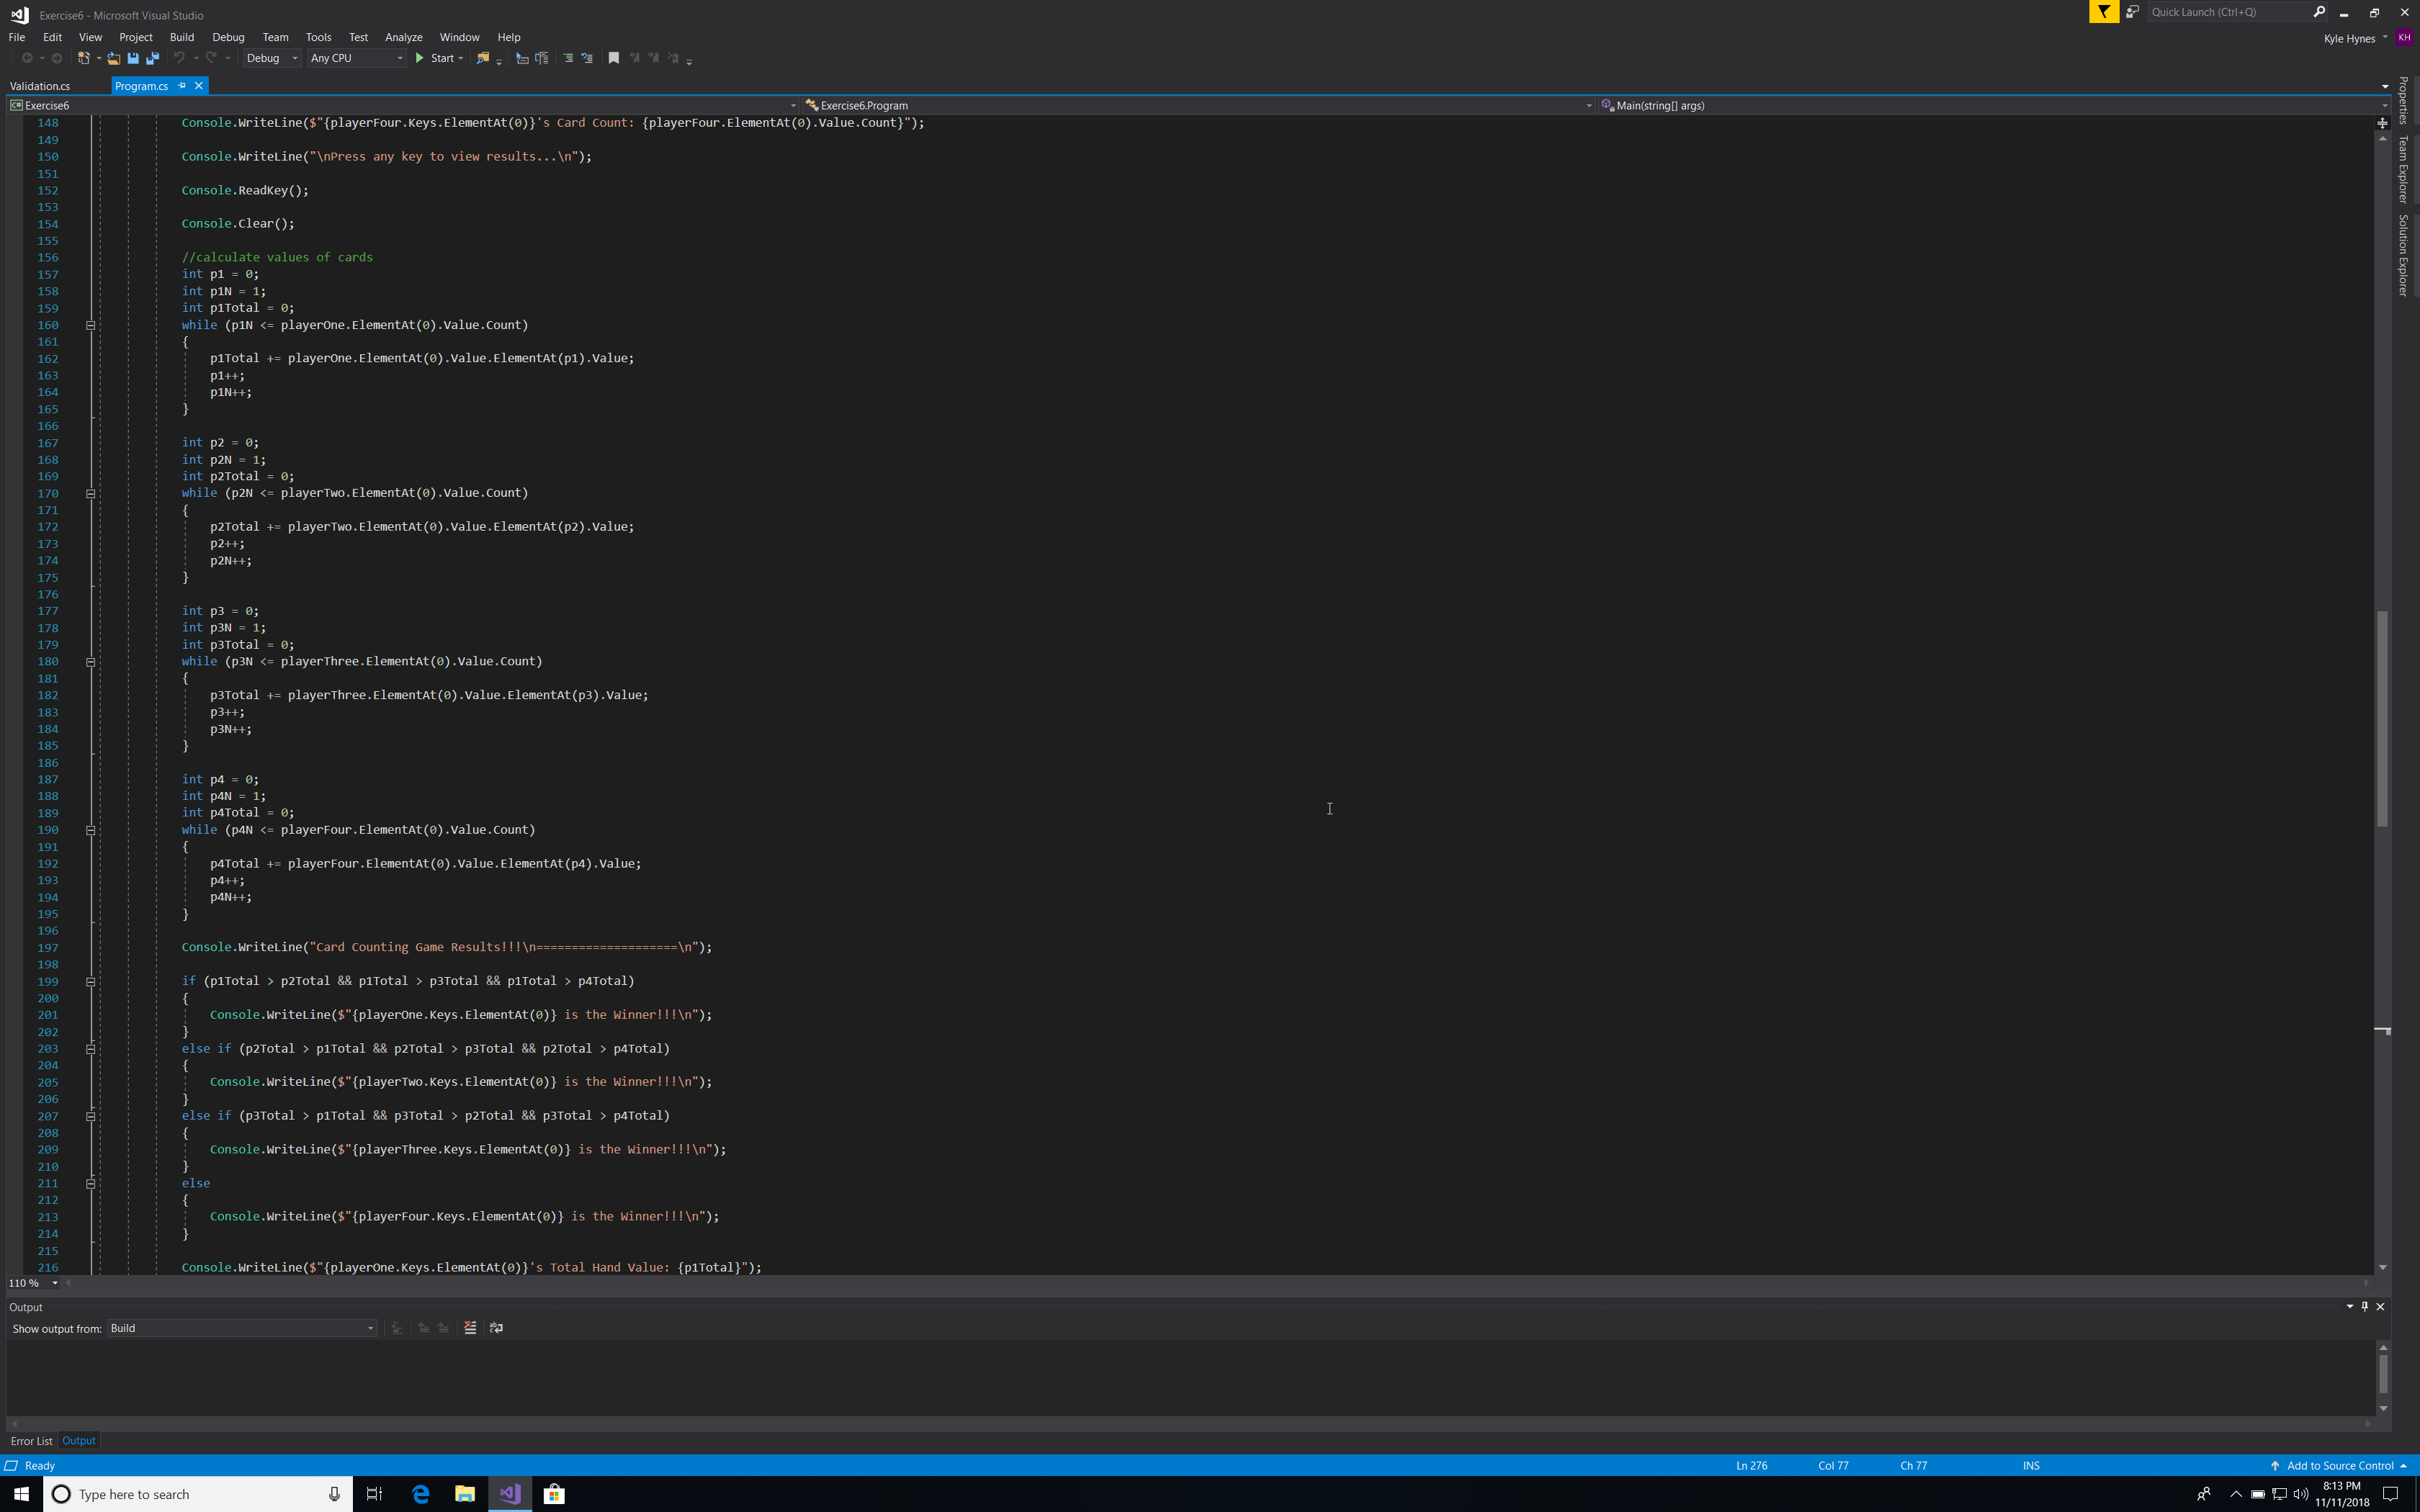 Exercise6 - Microsoft Visual Studio
Quick Launch (Ctrl+Q)
File Edit View Project Build Debug Team Tools Test Analyze Window Help
Kyle Hynes KH
Debug Any CPU Start
Validation.cs Program.cs
Exercise6 Exercise6.Program Main(string[] args)
Properties
Team Explorer
Solution Explorer
148 Console.WriteLine($"{playerFour.Keys.ElementAt(0)}'s Card Count: {playerFour.ElementAt(0).Value.Count}");
149
150 Console.WriteLine("\nPress any key to view results...\n");
151
152 Console.ReadKey();
153
154 Console.Clear();
155
156 //calculate values of cards
157 int p1 = 0;
158 int p1N = 1;
159 int p1Total = 0;
160 while (p1N <= playerOne.ElementAt(0).Value.Count)
161 {
162 p1Total += playerOne.ElementAt(0).Value.ElementAt(p1).Value;
163 p1++;
164 p1N++;
165 }
166
167 int p2 = 0;
168 int p2N = 1;
169 int p2Total = 0;
170 while (p2N <= playerTwo.ElementAt(0).Value.Count)
171 {
172 p2Total += playerTwo.ElementAt(0).Value.ElementAt(p2).Value;
173 p2++;
174 p2N++;
175 }
176
177 int p3 = 0;
178 int p3N = 1;
179 int p3Total = 0;
180 while (p3N <= playerThree.ElementAt(0).Value.Count)
181 {
182 p3Total += playerThree.ElementAt(0).Value.ElementAt(p3).Value;
183 p3++;
184 p3N++;
185 }
186
187 int p4 = 0;
188 int p4N = 1;
189 int p4Total = 0;
190 while (p4N <= playerFour.ElementAt(0).Value.Count)
191 {
192 p4Total += playerFour.ElementAt(0).Value.ElementAt(p4).Value;
193 p4++;
194 p4N++;
195 }
196
197 Console.WriteLine("Card Counting Game Results!!!\n====================\n");
198
199 if (p1Total > p2Total && p1Total > p3Total && p1Total > p4Total)
200 {
201 Console.WriteLine($"{playerOne.Keys.ElementAt(0)} is the Winner!!!\n");
202 }
203 else if (p2Total > p1Total && p2Total > p3Total && p2Total > p4Total)
204 {
205 Console.WriteLine($"{playerTwo.Keys.ElementAt(0)} is the Winner!!!\n");
206 }
207 else if (p3Total > p1Total && p3Total > p2Total && p3Total > p4Total)
208 {
209 Console.WriteLine($"{playerThree.Keys.ElementAt(0)} is the Winner!!!\n");
210 }
211 else
212 {
213 Console.WriteLine($"{playerFour.Keys.ElementAt(0)} is the Winner!!!\n");
214 }
215
216 Console.WriteLine($"{playerOne.Keys.ElementAt(0)}'s Total Hand Value: {p1Total}");
110 %
Output
Show output from: Build
Error List Output
Ready Ln 276 Col 77 Ch 77 INS Add to Source Control
Type here to search
8:13 PM
11/11/2018